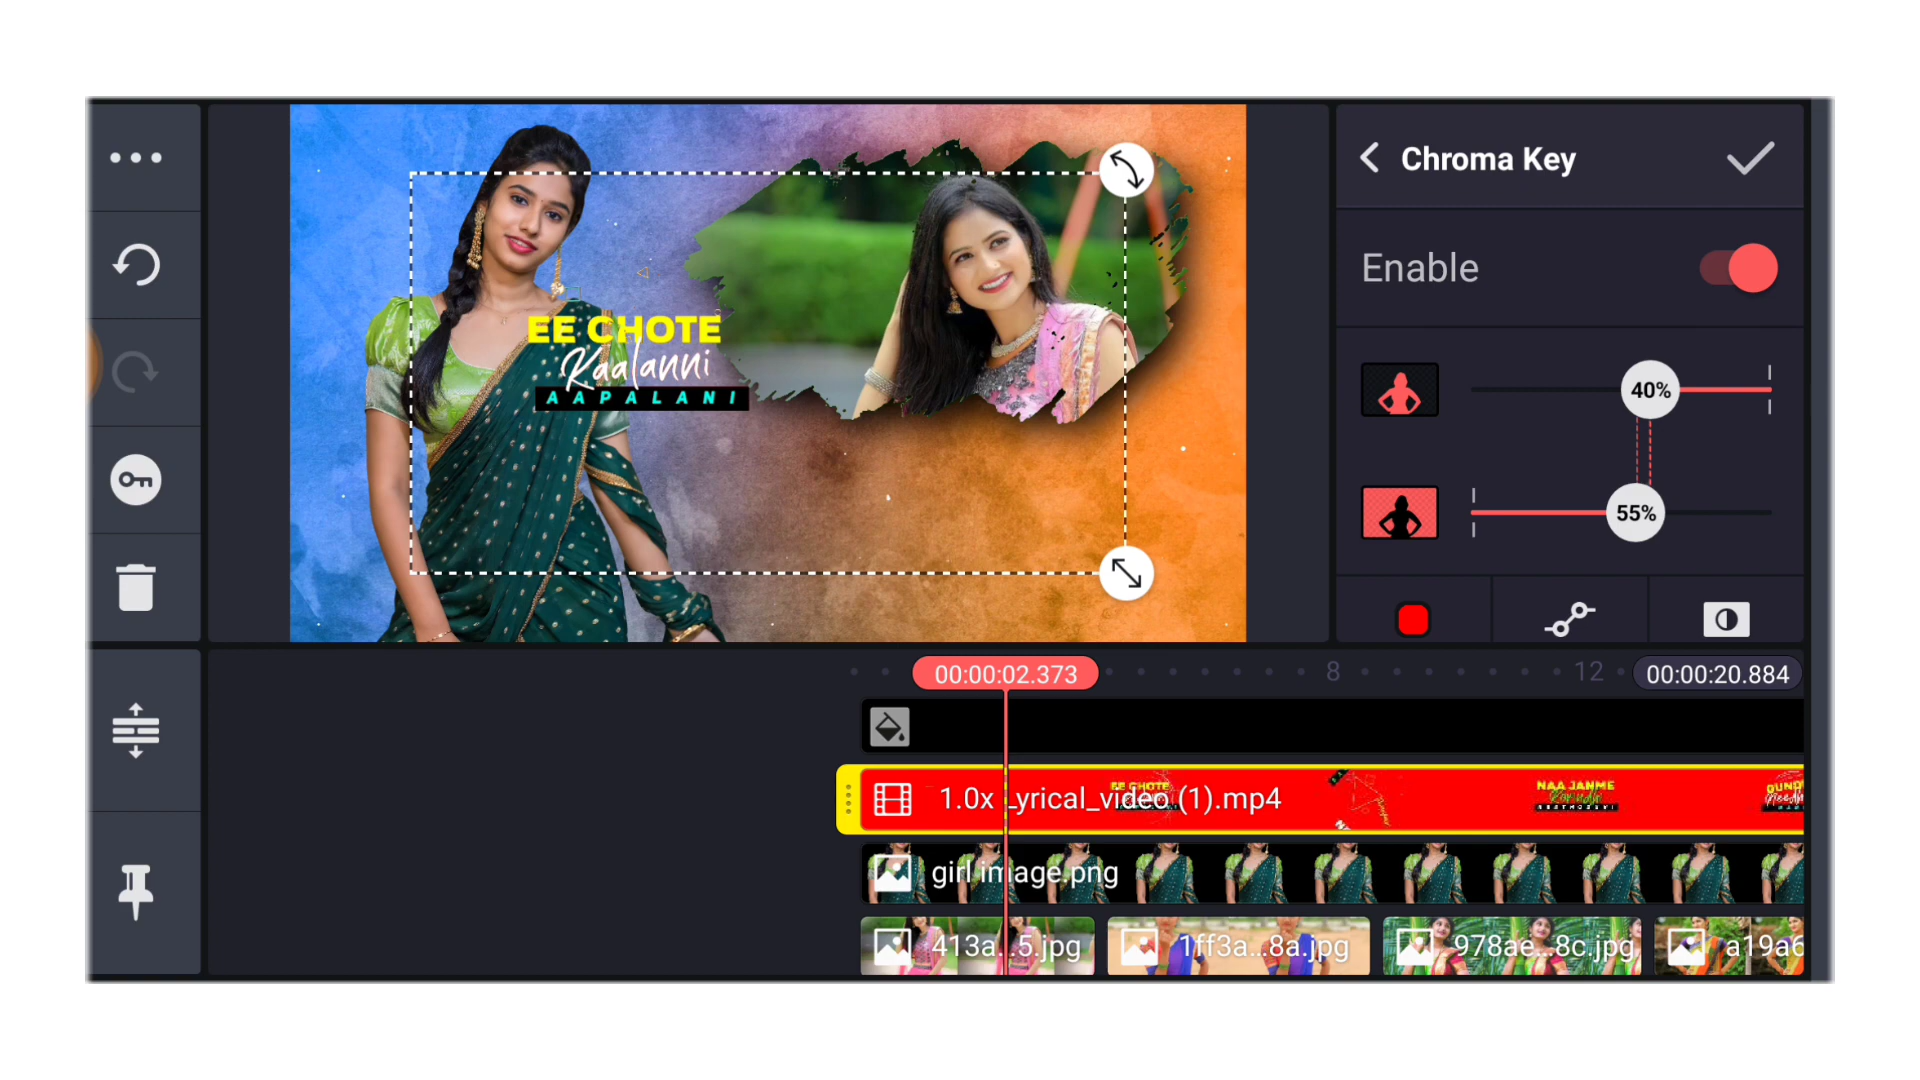 Chroma Key
Enable
40%
55%
EE CHOTE
Kaalanni
AAPALANI
00:00:02.373
8
12
00:00:20.884
1.0x Lyrical_video (1).mp4
EE CHOTE
NAA JANME
girl image.png
413a...5.jpg
1ff3a...8a.jpg
978ae...8c.jpg
a19a6